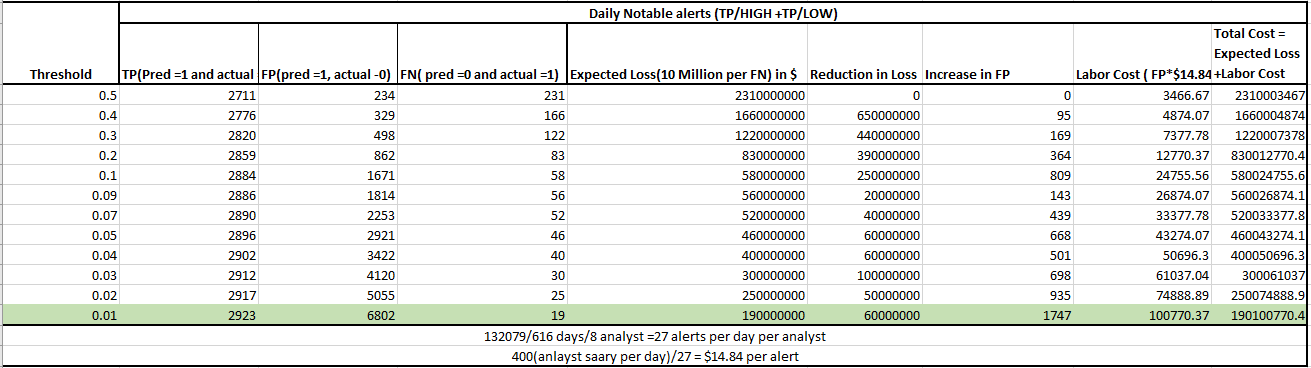 Daily Notable alerts (TP/HIGH +TP/LOW)
Threshold TP(Pred =1 and actual FP(pred =1, actual -0) FN( pred =0 and actual =1) Expected Loss(10 Million per FN) in $ Reduction in Loss Increase in FP Labor Cost ( FP*$14.84 Total Cost = Expected Loss +Labor Cost
0.5 2711 234 231 2310000000 0 0 3466.67 2310003467
0.4 2776 329 166 1660000000 650000000 95 4874.07 1660004874
0.3 2820 498 122 1220000000 440000000 169 7377.78 1220007378
0.2 2859 862 83 830000000 390000000 364 12770.37 830012770.4
0.1 2884 1671 58 580000000 250000000 809 24755.56 580024755.6
0.09 2886 1814 56 560000000 20000000 143 26874.07 560026874.1
0.07 2890 2253 52 520000000 40000000 439 33377.78 520033377.8
0.05 2896 2921 46 460000000 60000000 668 43274.07 460043274.1
0.04 2902 3422 40 400000000 60000000 501 50696.3 400050696.3
0.03 2912 4120 30 300000000 100000000 698 61037.04 300061037
0.02 2917 5055 25 250000000 50000000 935 74888.89 250074888.9
0.01 2923 6802 19 190000000 60000000 1747 100770.37 190100770.4
132079/616 days/8 analyst =27 alerts per day per analyst
400(anlayst saary per day)/27 = $14.84 per alert